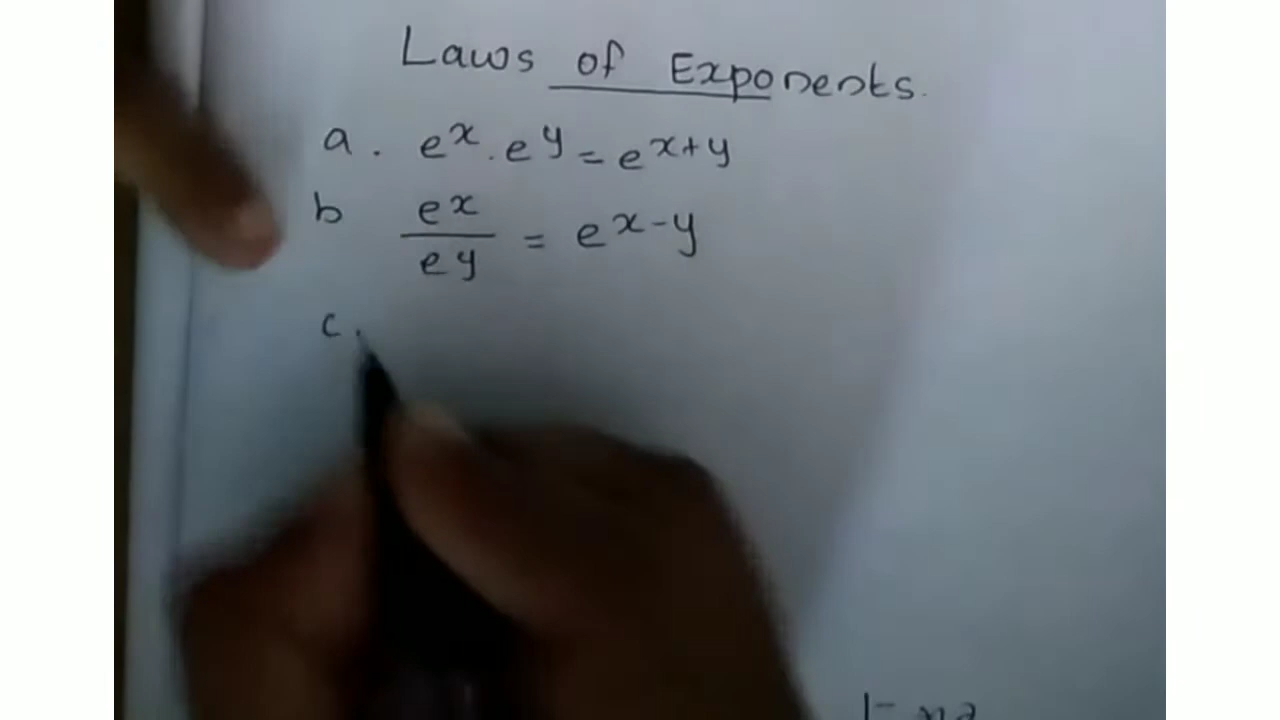 Laws of Exponents.
a. e^x . e^y = e^x+y
b e^x / e^y = e^x-y
c.